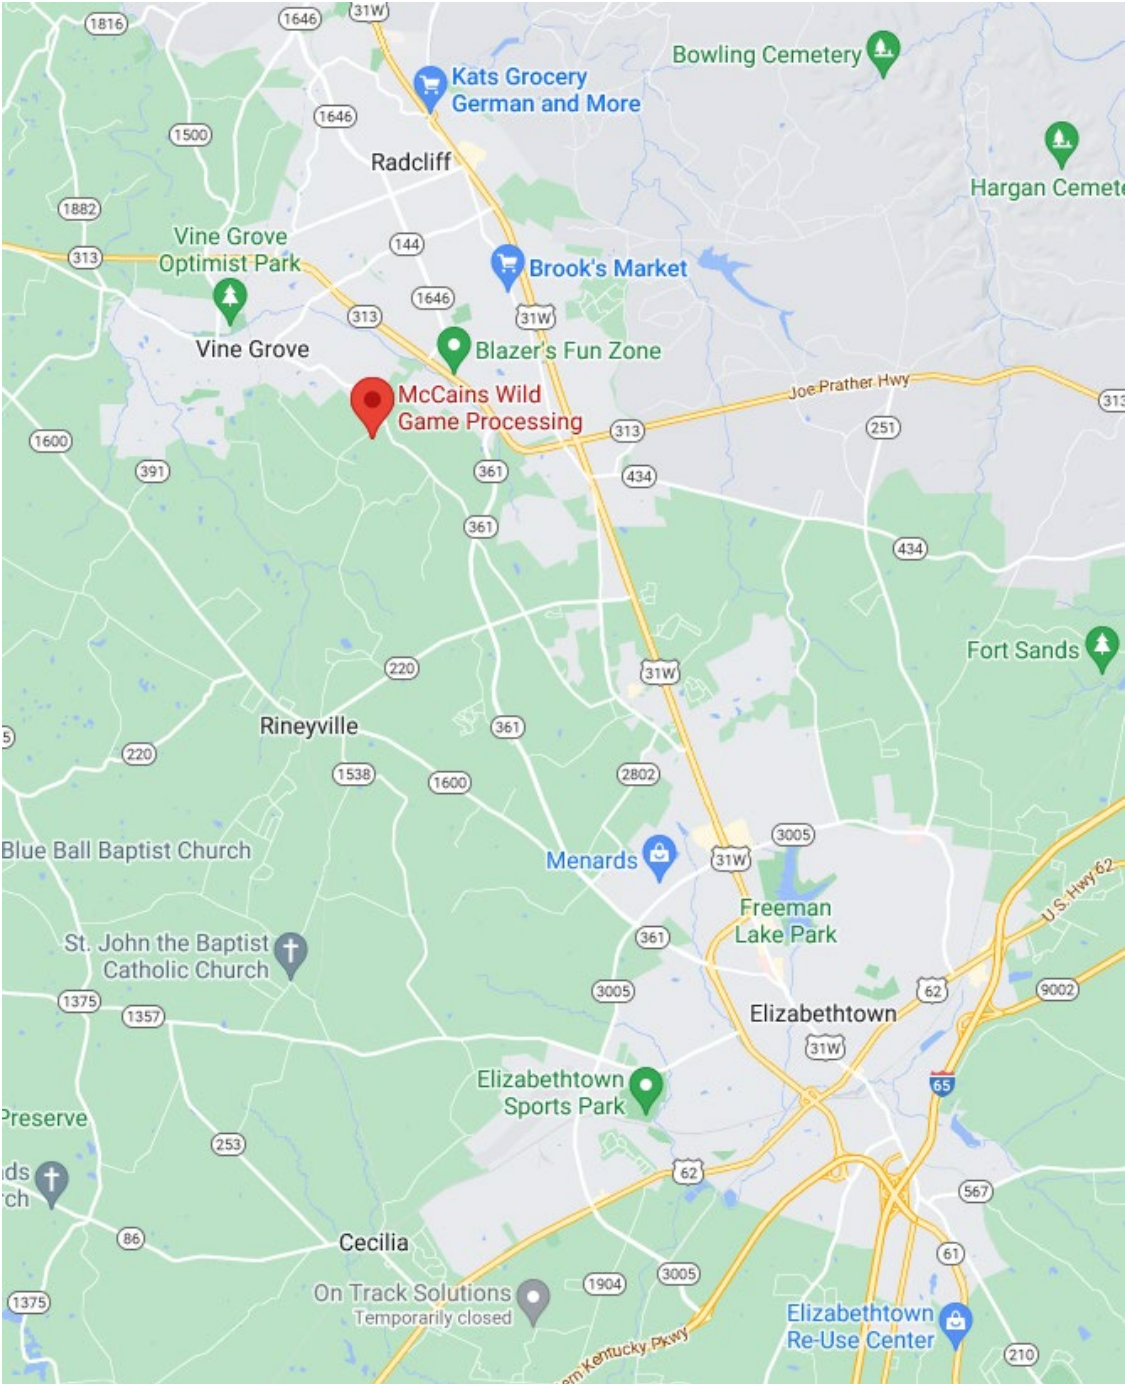 1816
1646
31W
Bowling Cemetery
Kats Grocery
German and More
1646
1500
Radcliff
Hargan Cemete
1882
144
Vine Grove
Optimist Park
313
Brook's Market
1646
313
31W
Vine Grove
Blazer's Fun Zone
Joe Prather Hwy
McCains Wild
Game Processing
313
251
313
1600
391
361
434
361
434
Fort Sands
220
31W
Rineyville
361
5
220
1538
1600
2802
3005
Blue Ball Baptist Church
Menards
31W
U.S. Hwy 62
Freeman
Lake Park
361
St. John the Baptist
Catholic Church
3005
62
9002
1375
1357
Elizabethtown
31W
65
Elizabethtown
Sports Park
Preserve
253
62
ds
rch
567
86
Cecilia
61
3005
1904
On Track Solutions
Temporarily closed
1375
Elizabethtown
Re-Use Center
ern Kentucky Pkwy
210